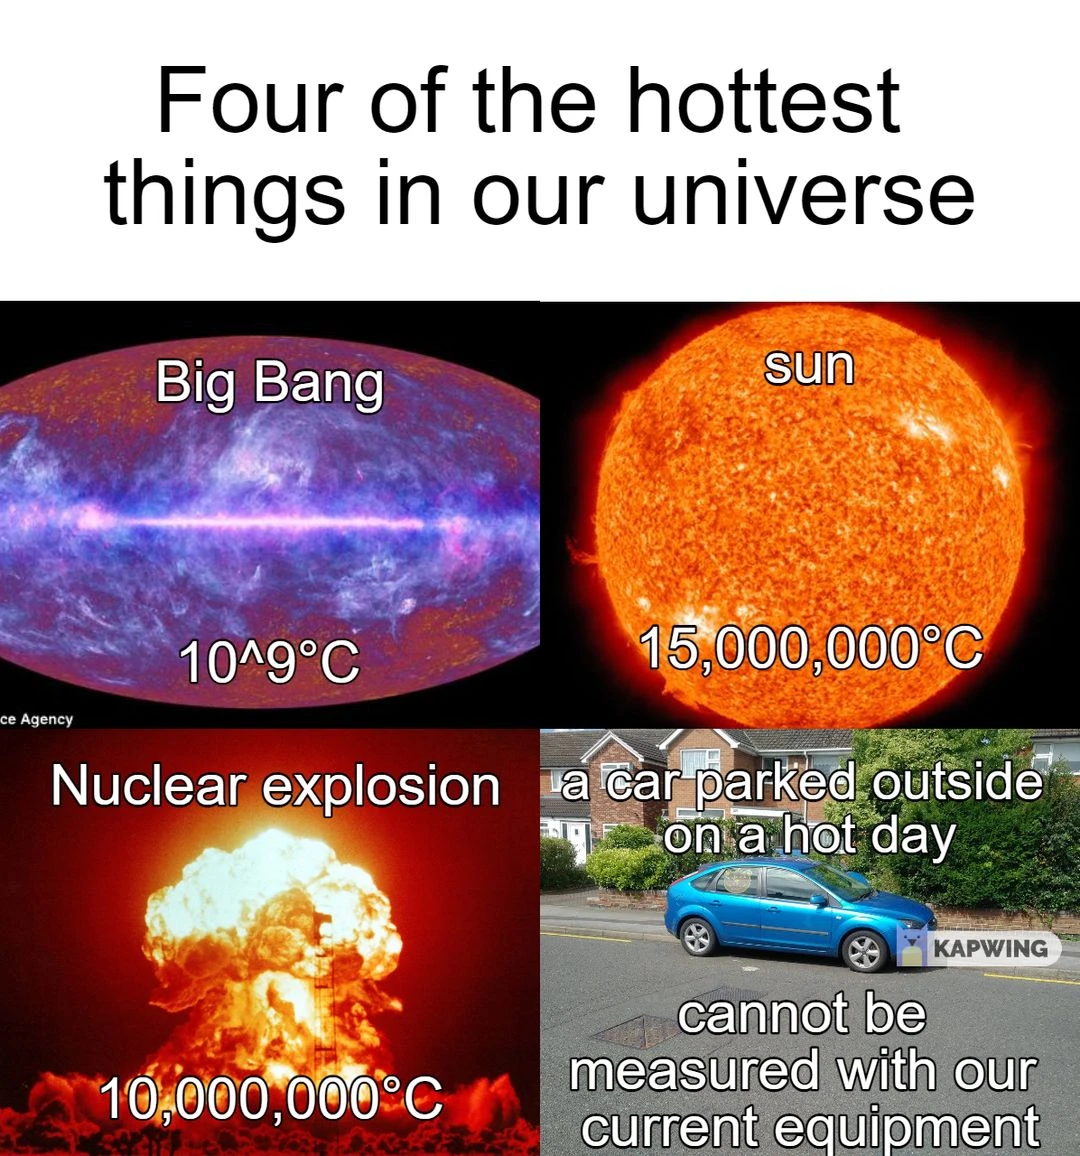 Four of the hottest
things in our universe
Big Bang
10^9°C
ce Agency
sun
15,000,000°C
Nuclear explosion
10,000,000°C
a car parked outside
on a hot day
KAPWING
cannot be
measured with our
current equipment